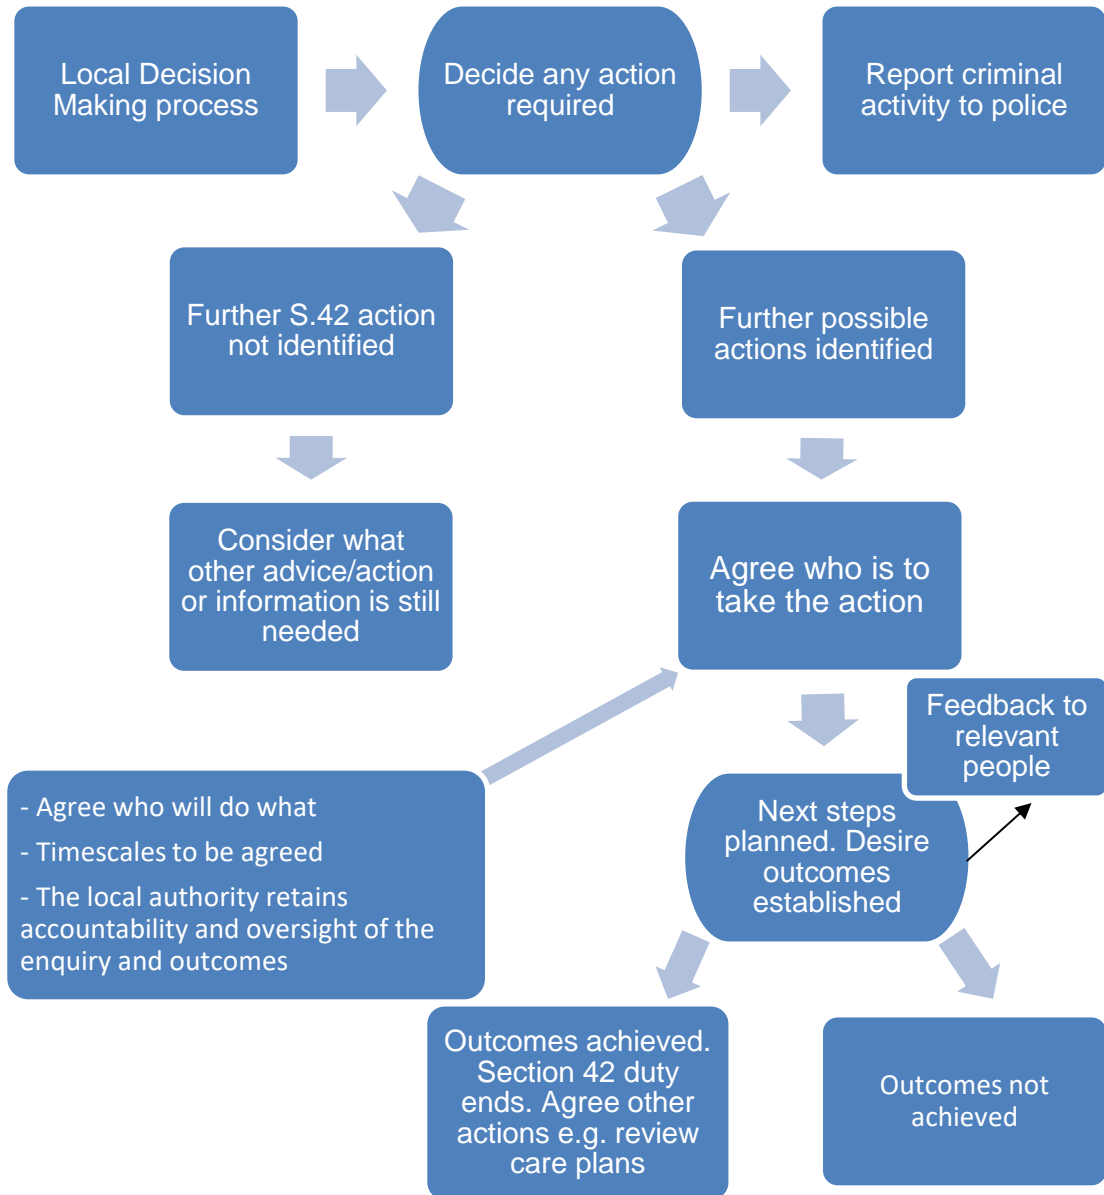 Local Decision
Making process
Decide any action
required
Report criminal
activity to police
Further S.42 action
not identified
Further possible
actions identified
Consider what
other advice/action
or information is still
needed
Agree who is to
take the action
Feedback to
relevant
people
- Agree who will do what
- Timescales to be agreed
- The local authority retains
accountability and oversight of the
enquiry and outcomes
Next steps
planned. Desire
outcomes
established
Outcomes achieved.
Section 42 duty
ends. Agree other
actions e.g. review
care plans
Outcomes not
achieved